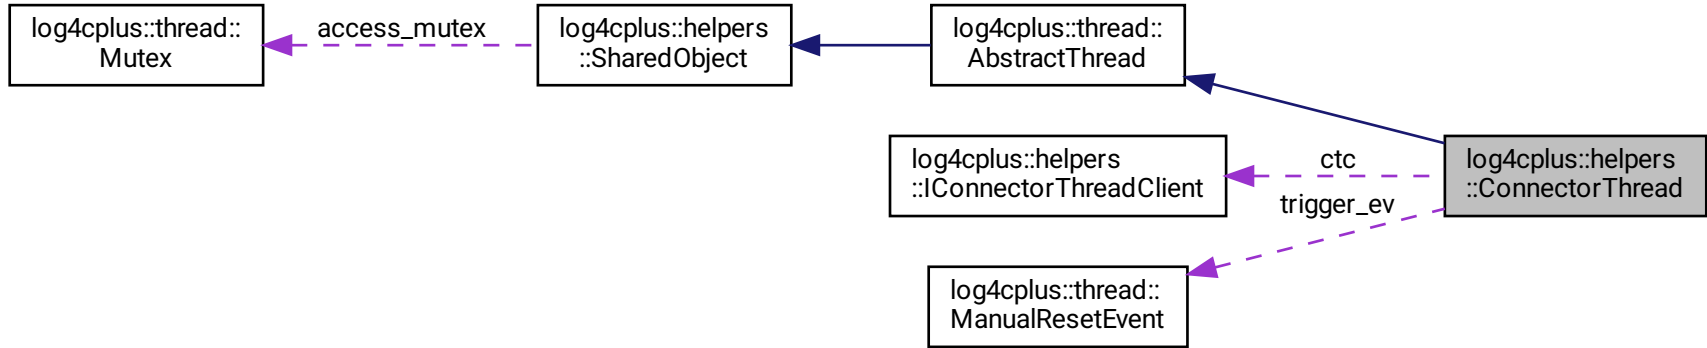 log4cplus::thread::
Mutex
access_mutex
log4cplus::helpers
::SharedObject
log4cplus::thread::
AbstractThread
log4cplus::helpers
::IConnectorThreadClient
ctc
trigger_ev
log4cplus::helpers
::ConnectorThread
log4cplus::thread::
ManualResetEvent